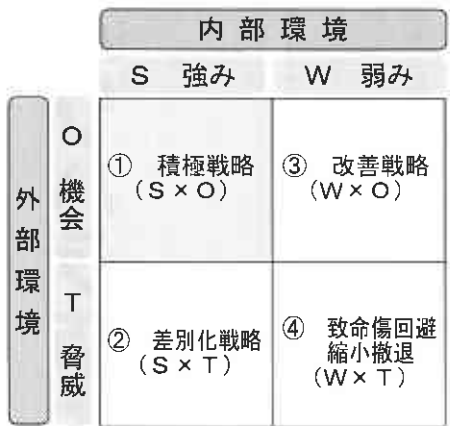 内部環境
S 強み
W 弱み
外部環境
O 機会
① 積極戦略
(S×O)
③ 改善戦略
(W×O)
T 脅威
② 差別化戦略
(S×T)
④ 致命傷回避
縮小撤退
(W×T)